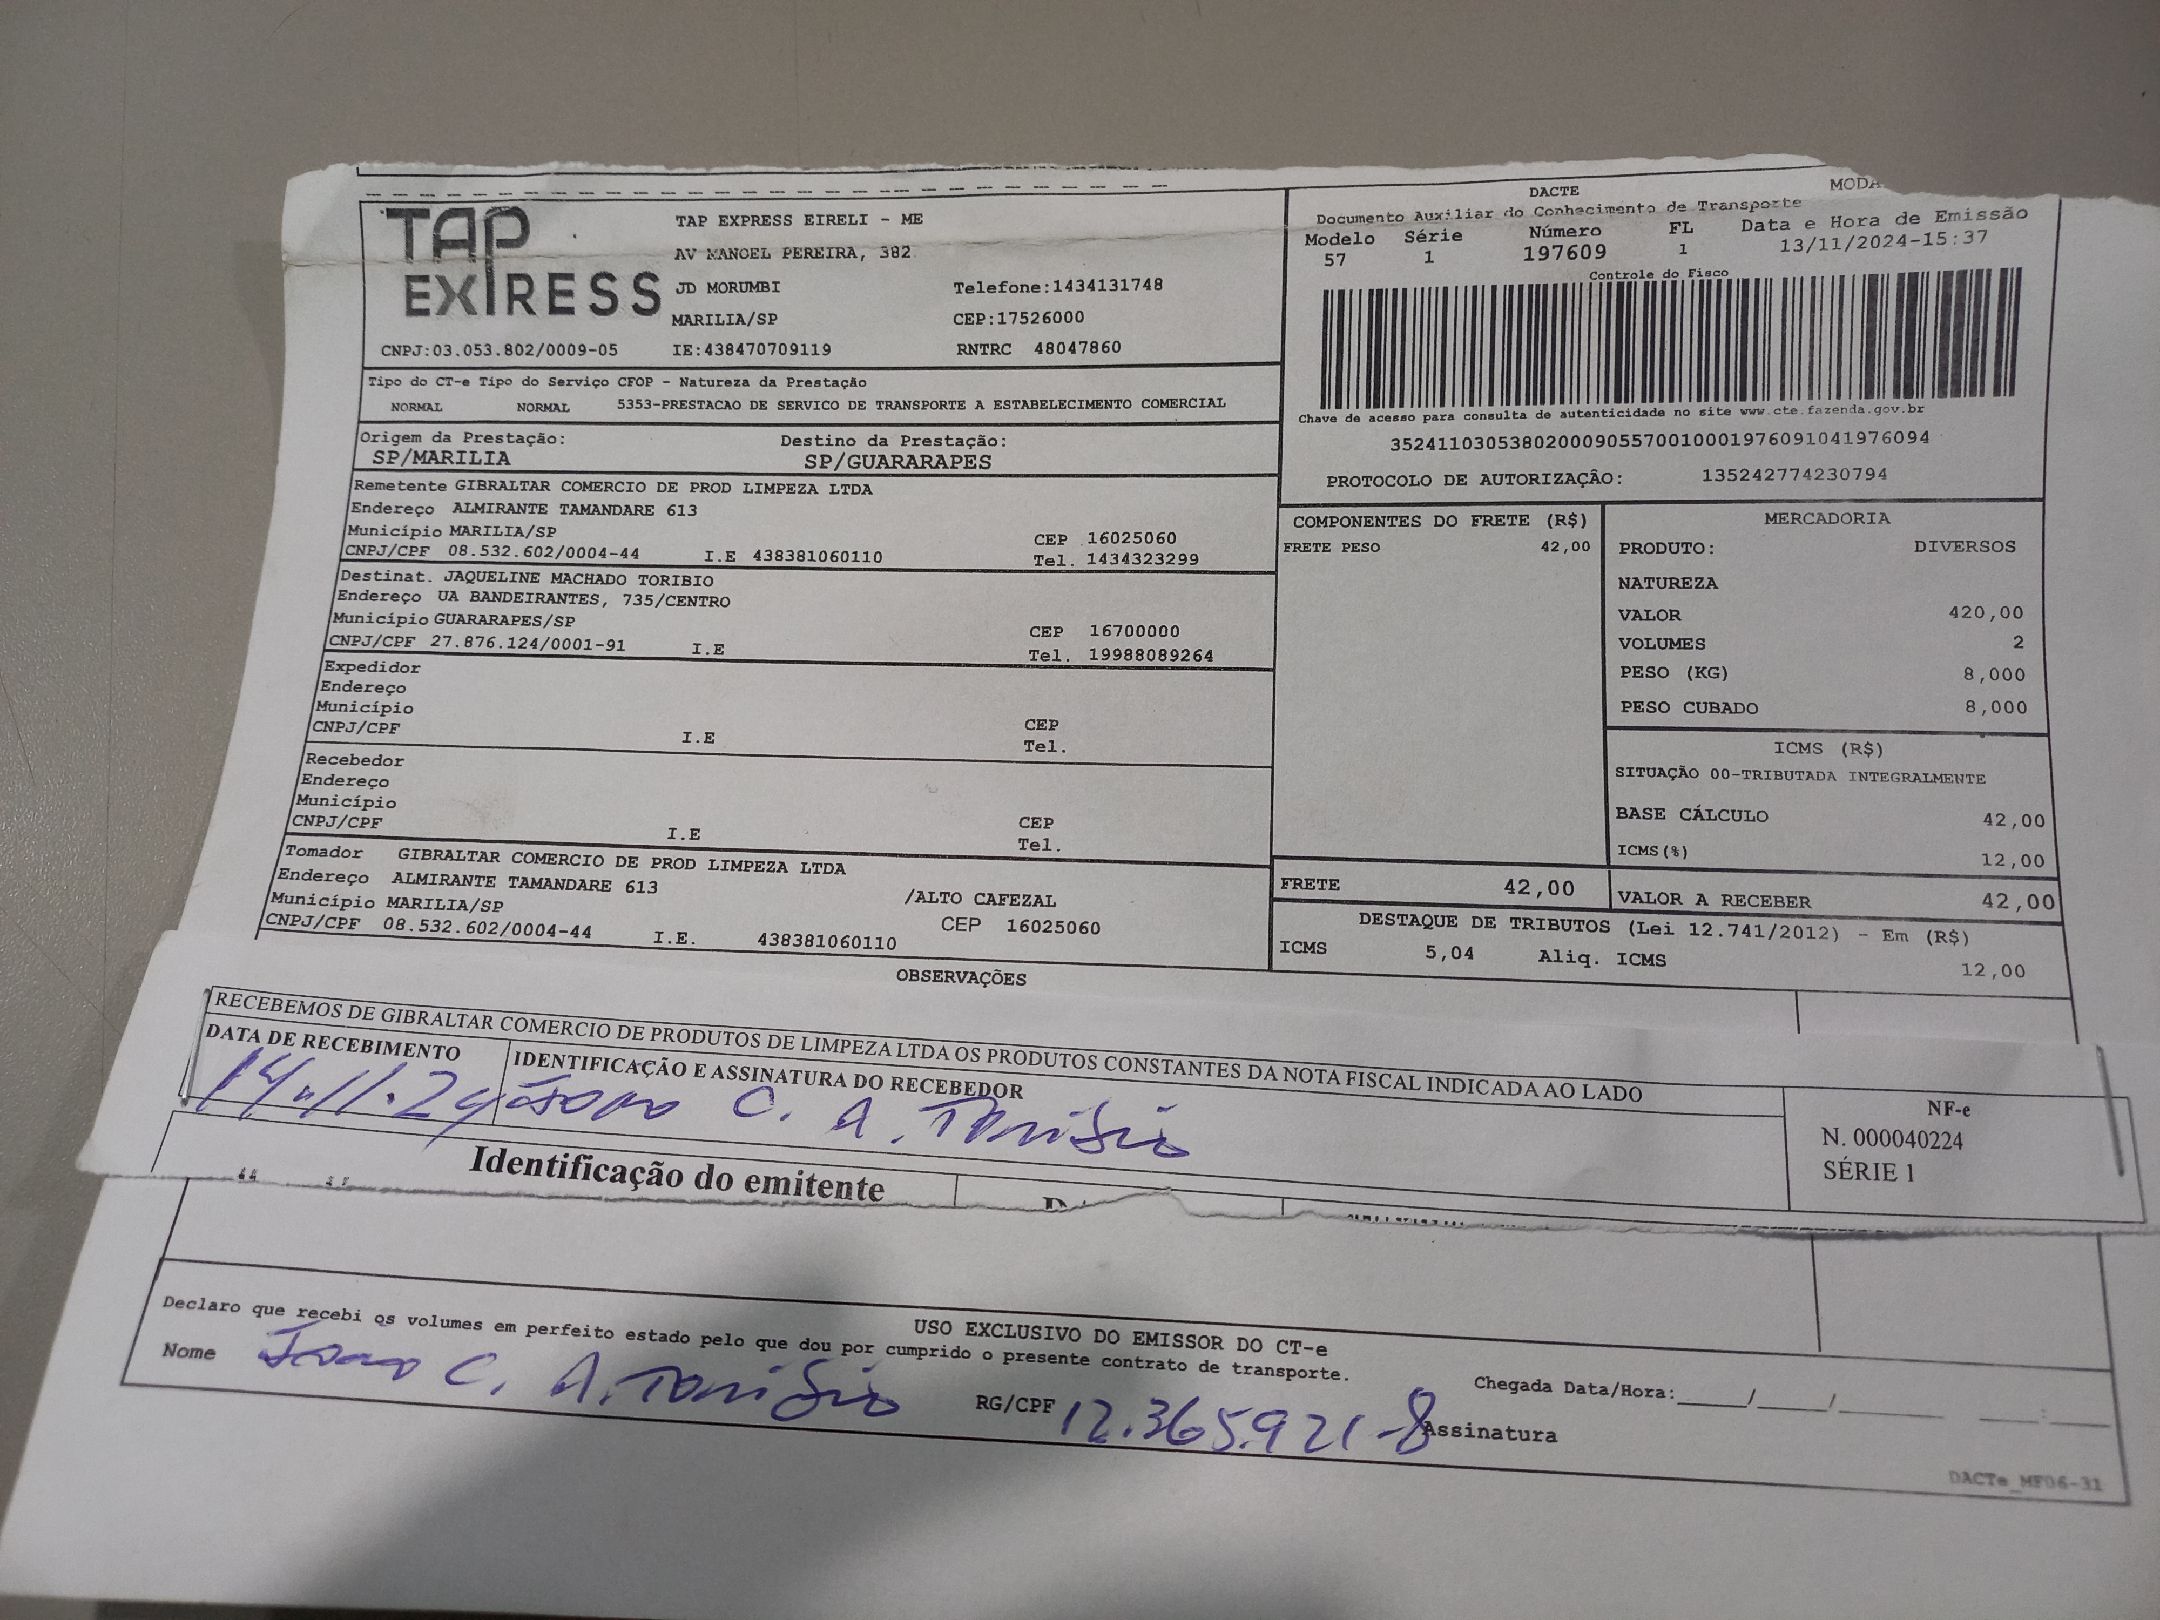 TAP EXPRESS
TAP EXPRESS EIRELI - ME
AV MANOEL PEREIRA, 382
JD MORUMBI Telefone:1434131748
MARILIA/SP CEP:17526000
CNPJ:03.053.802/0009-05 IE:438470709119 RNTRC 48047860
DACTE
Documento Auxiliar do Conhecimento de Transporte
Modelo Série Número FL Data e Hora de Emissão
57 1 197609 1 13/11/2024-15:37
Controle do Fisco
Chave de acesso para consulta de autenticidade no site www.cte.fazenda.gov.br
35241103053802000905570010001976091041976094
PROTOCOLO DE AUTORIZAÇÃO: 135242774230794
Tipo do CT-e Tipo do Serviço CFOP - Natureza da Prestação
NORMAL NORMAL 5353-PRESTACAO DE SERVICO DE TRANSPORTE A ESTABELECIMENTO COMERCIAL
Origem da Prestação: Destino da Prestação:
SP/MARILIA SP/GUARARAPES
Remetente GIBRALTAR COMERCIO DE PROD LIMPEZA LTDA
Endereço ALMIRANTE TAMANDARE 613
Município MARILIA/SP CEP 16025060
CNPJ/CPF 08.532.602/0004-44 I.E 438381060110 Tel. 1434323299
Destinat. JAQUELINE MACHADO TORIBIO
Endereço UA BANDEIRANTES, 735/CENTRO
Município GUARARAPES/SP CEP 16700000
CNPJ/CPF 27.876.124/0001-91 I.E Tel. 19988089264
Expedidor
Endereço
Município CEP
CNPJ/CPF I.E Tel.
Recebedor
Endereço
Município CEP
CNPJ/CPF I.E Tel.
Tomador GIBRALTAR COMERCIO DE PROD LIMPEZA LTDA
Endereço ALMIRANTE TAMANDARE 613 /ALTO CAFEZAL
Município MARILIA/SP CEP 16025060
CNPJ/CPF 08.532.602/0004-44 I.E. 438381060110
COMPONENTES DO FRETE (R$)
FRETE PESO 42,00
MERCADORIA
PRODUTO: DIVERSOS
NATUREZA
VALOR 420,00
VOLUMES 2
PESO (KG) 8,000
PESO CUBADO 8,000
ICMS (R$)
SITUAÇÃO 00-TRIBUTADA INTEGRALMENTE
BASE CÁLCULO 42,00
ICMS(%) 12,00
FRETE 42,00 VALOR A RECEBER 42,00
DESTAQUE DE TRIBUTOS (Lei 12.741/2012) - Em (R$)
ICMS 5,04 Aliq. ICMS 12,00
OBSERVAÇÕES
RECEBEMOS DE GIBRALTAR COMERCIO DE PRODUTOS DE LIMPEZA LTDA OS PRODUTOS CONSTANTES DA NOTA FISCAL INDICADA AO LADO
DATA DE RECEBIMENTO IDENTIFICAÇÃO E ASSINATURA DO RECEBEDOR
14.11.24 C. A. Toribio
NF-e
N. 000040224
SÉRIE 1
Identificação do emitente
USO EXCLUSIVO DO EMISSOR DO CT-e
Declaro que recebi os volumes em perfeito estado pelo que dou por cumprido o presente contrato de transporte.
Nome C. A. Toribio RG/CPF 12.365.921-8 Assinatura
Chegada Data/Hora:_____/_____/______ ____:____
DACTe_MF06-31